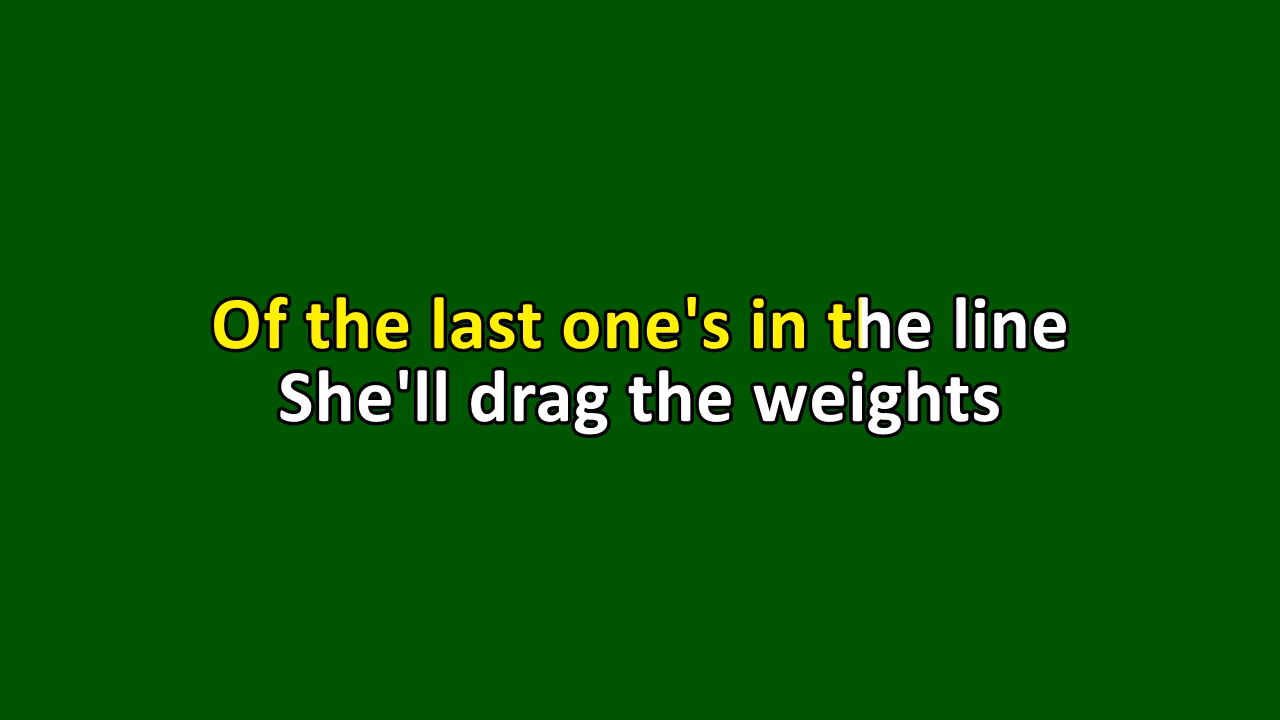 Of the last one's in the line
She'll drag the weights